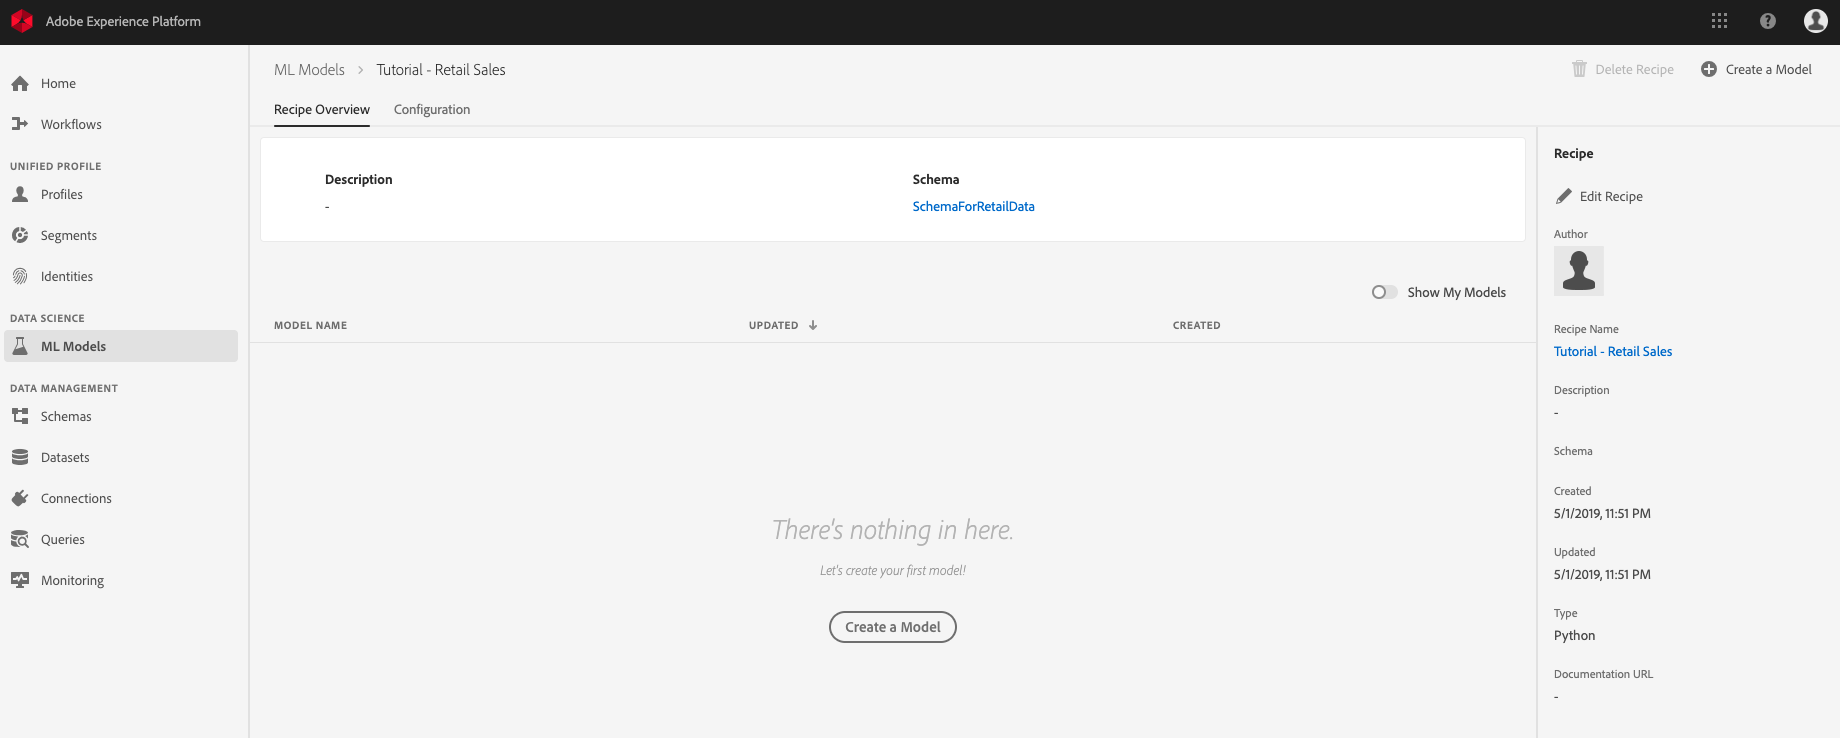 Adobe Experience Platform
Home
Workflows
UNIFIED PROFILE
Profiles
Segments
Identities
DATA SCIENCE
ML Models
DATA MANAGEMENT
Schemas
Datasets
Connections
Queries
Monitoring
ML Models > Tutorial - Retail Sales
Delete Recipe
Create a Model
Recipe Overview
Configuration
Description
-
Schema
SchemaForRetailData
Show My Models
MODEL NAME UPDATED ↓ CREATED
There's nothing in here.
Let's create your first model!
Create a Model
Recipe
Edit Recipe
Author
Recipe Name
Tutorial - Retail Sales
Description
-
Schema
Created
5/1/2019, 11:51 PM
Updated
5/1/2019, 11:51 PM
Type
Python
Documentation URL
-